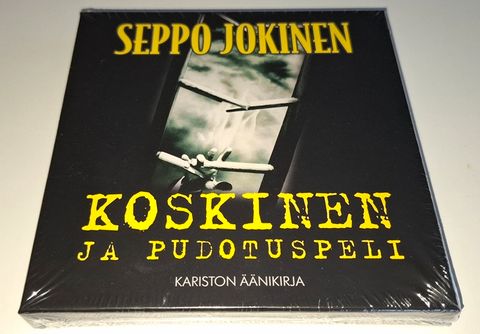 SEPPO JOKINEN
KOSKINEN
JA PUDOTUSPELI
KARISTON ÄÄNIKIRJA